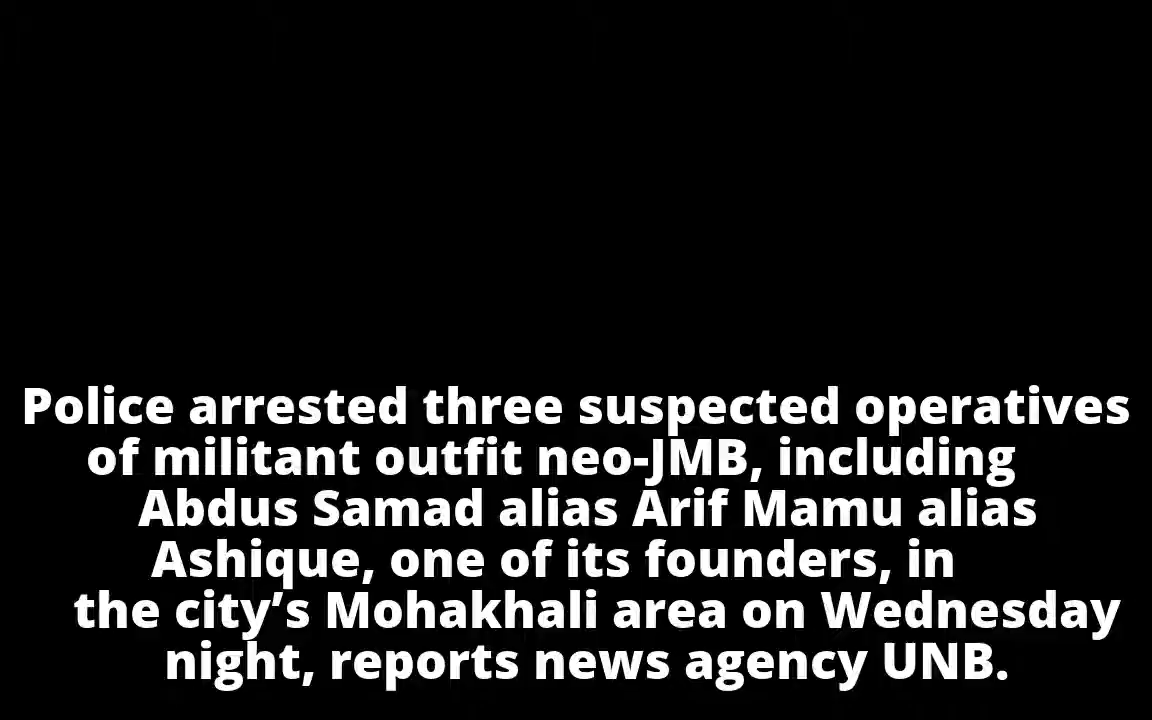 Police arrested three suspected operatives
of militant outfit neo-JMB, including
Abdus Samad alias Arif Mamu alias
Ashique, one of its founders, in
the city’s Mohakhali area on Wednesday
night, reports news agency UNB.